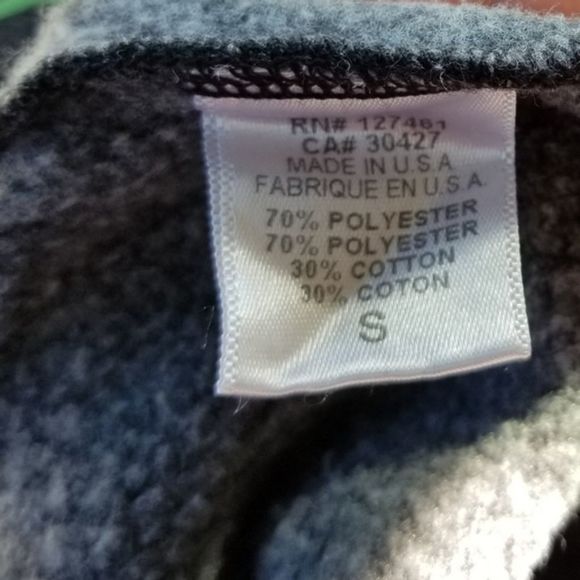 RN# 127461
CA# 30427
MADE IN U.S.A
FABRIQUE EN U.S.A
70% POLYESTER
70% POLYESTER
30% COTTON
30% COTON
S